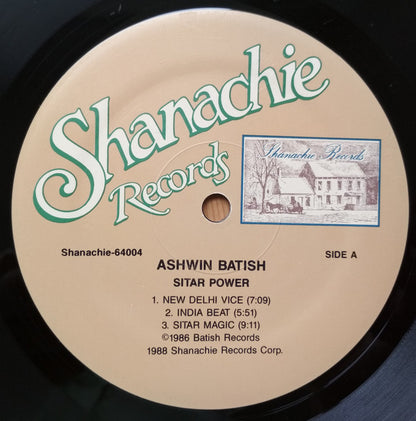 Shanachie
Records
Shanachie Records
Shanachie-64004
SIDE A
ASHWIN BATISH
SITAR POWER
1. NEW DELHI VICE (7:09)
2. INDIA BEAT (5:51)
3. SITAR MAGIC (9:11)
©1986 Batish Records
1988 Shanachie Records Corp.